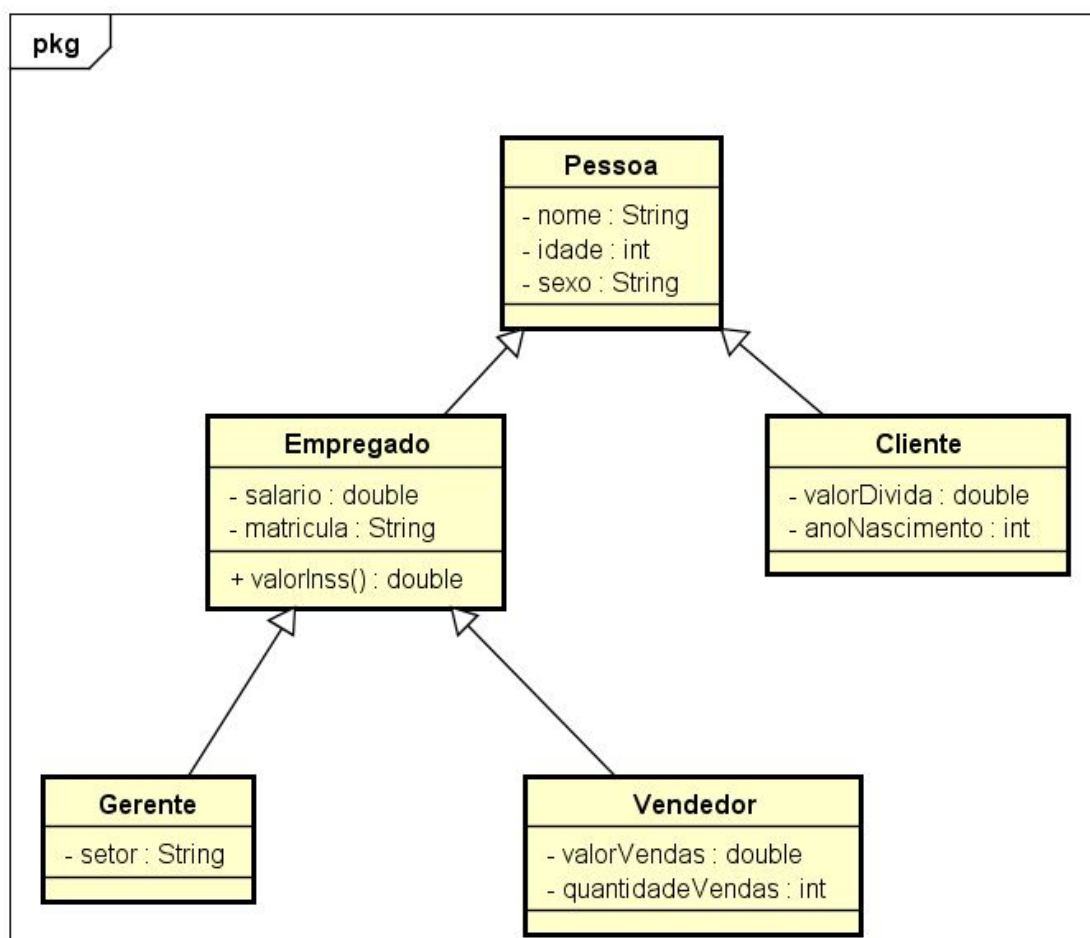 pkg
Pessoa
- nome : String
- idade : int
- sexo : String
Empregado
- salario : double
- matricula : String
+ valorInss() : double
Cliente
- valorDivida : double
- anoNascimento : int
Gerente
- setor : String
Vendedor
- valorVendas : double
- quantidadeVendas : int